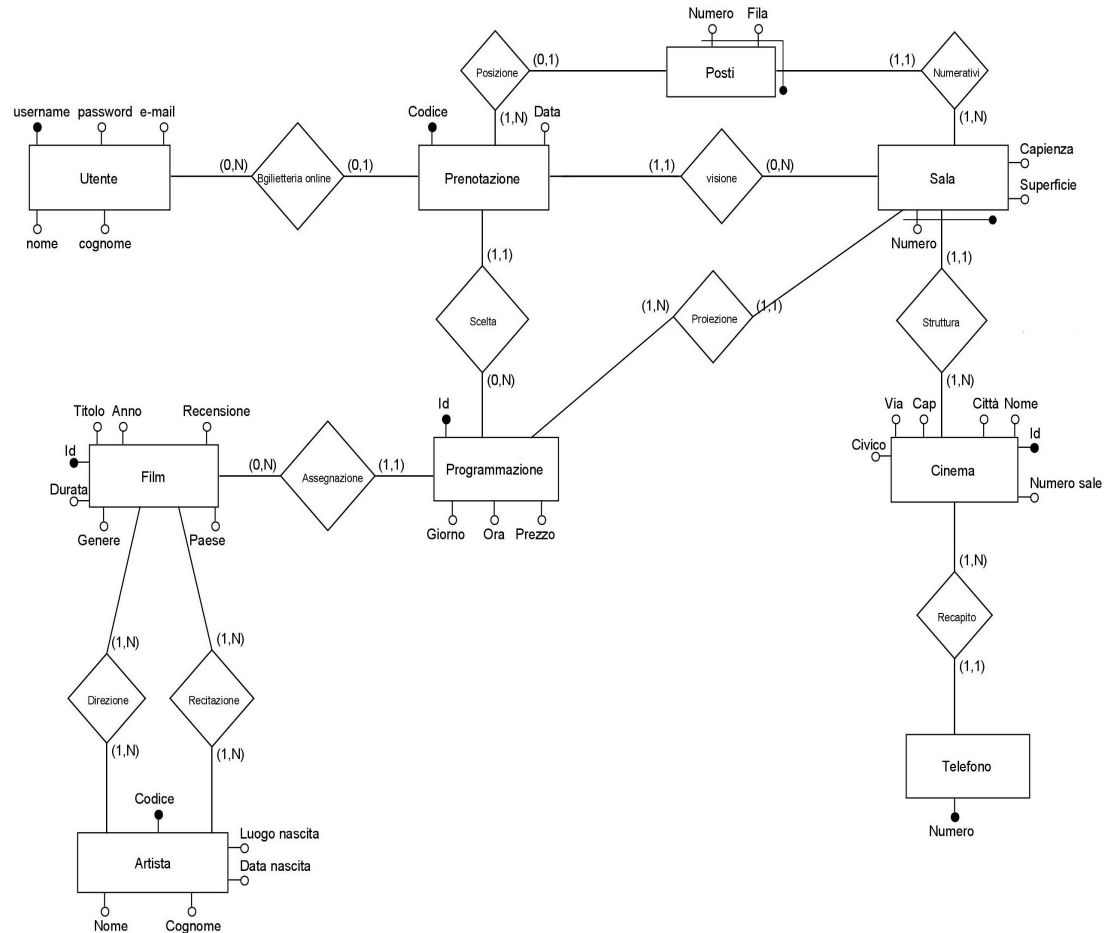 Numero Fila
Posizione (0,1) Posti (1,1) Numerativi
username password e-mail Codice (1,N) Data (1,N)
Utente (0,N) Bgilietteria online (0,1) Prenotazione (1,1) visione (0,N) Sala Capienza
Superficie
nome cognome Numero
(1,1) (1,1)
Scelta (1,N) Proiezione (1,1) Struttura
(0,N) (1,N)
Titolo Anno Recensione Id Via Cap Città Nome
Id Civico Id
Film (0,N) Assegnazione (1,1) Programmazione Cinema
Durata Numero sale
Genere Paese Giorno Ora Prezzo
(1,N)
Recapito
(1,N) (1,N) (1,1)
Direzione Recitazione
(1,N) (1,N) Telefono
Codice Numero
Luogo nascita
Artista Data nascita
Nome Cognome